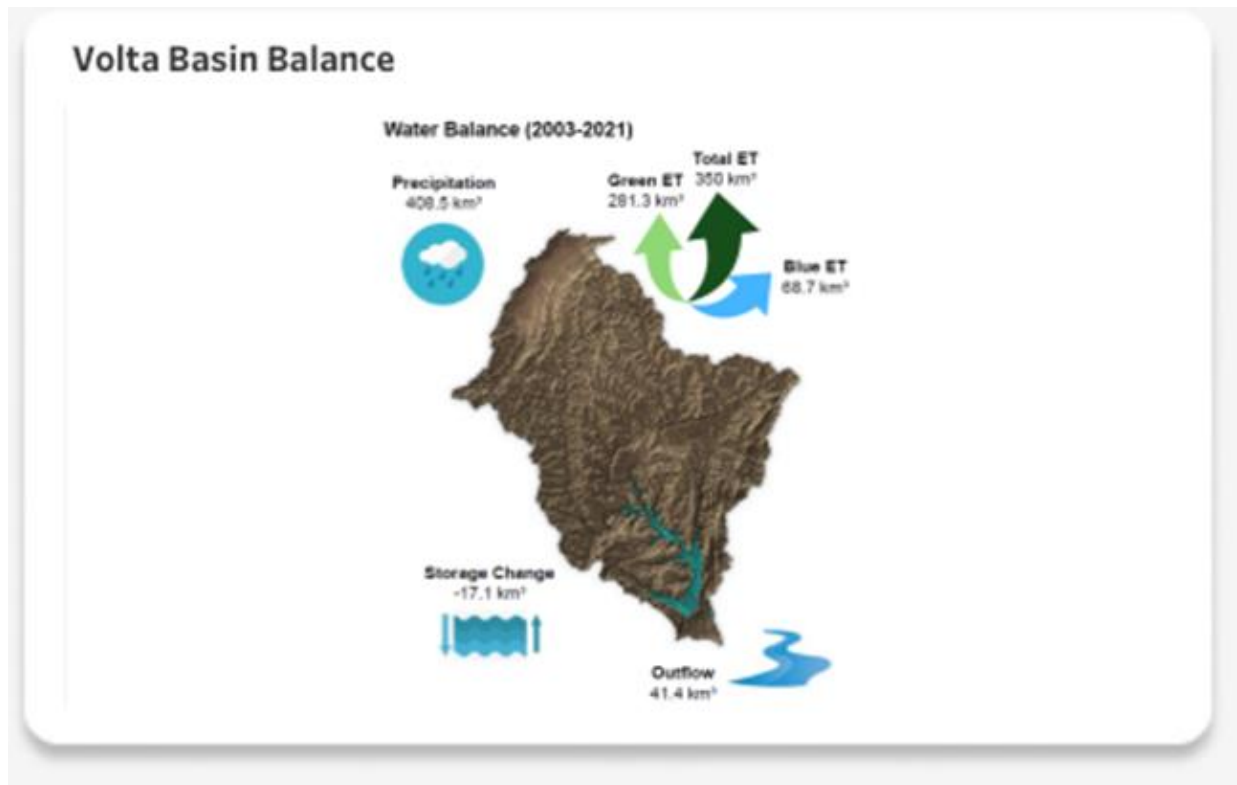 Volta Basin Balance
Water Balance (2003-2021)
Total ET
350 km³
Precipitation
408.5 km³
Green ET
281.3 km³
Blue ET
68.7 km³
Storage Change
-17.1 km³
Outflow
41.4 km³